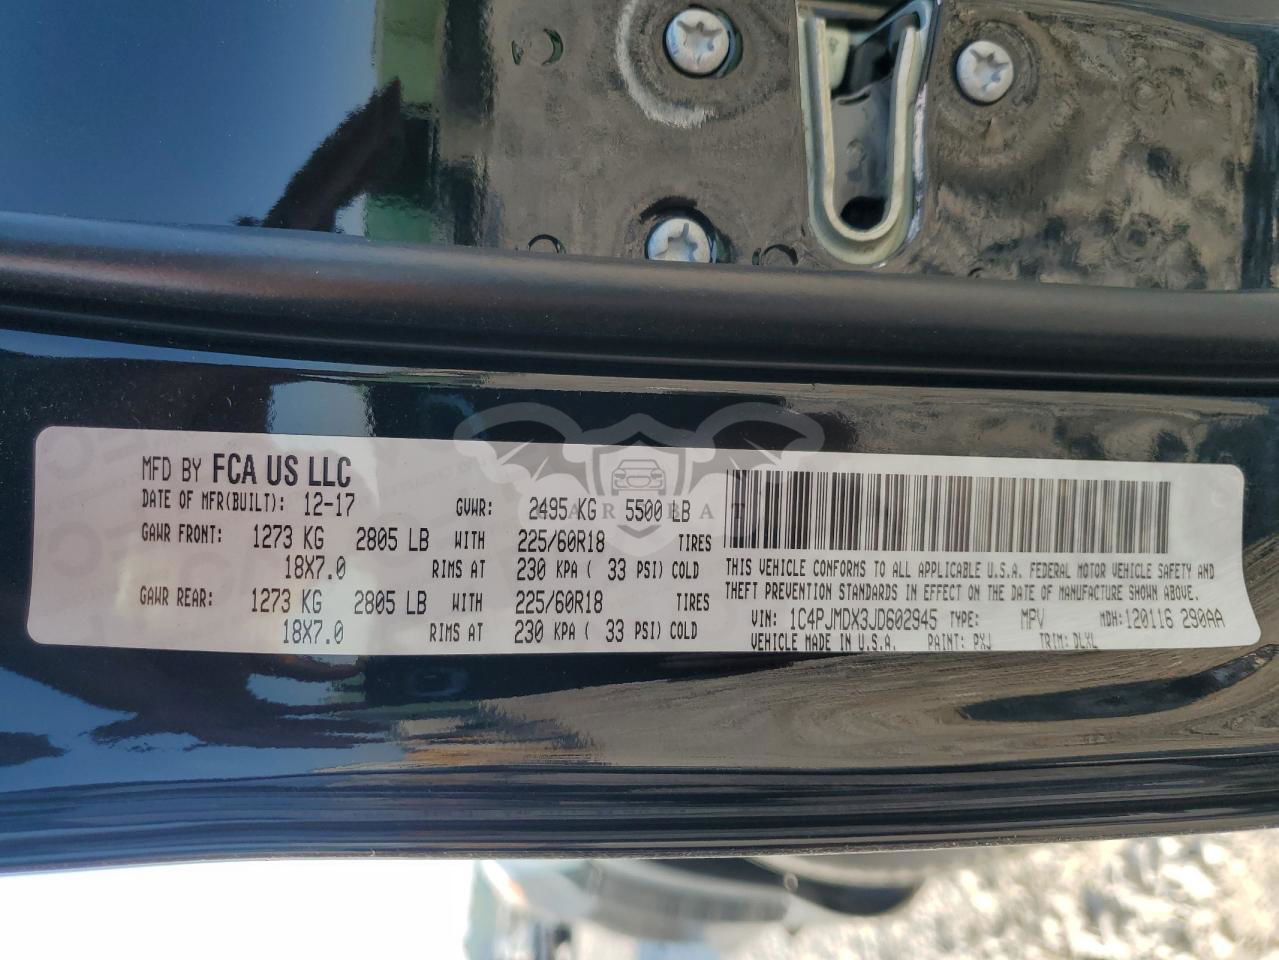 MFD BY FCA US LLC
DATE OF MFR(BUILT): 12-17 GVWR: 2495 KG 5500 LB
GAWR FRONT: 1273 KG 2805 LB WITH 225/60R18 TIRES
18X7.0 RIMS AT 230 KPA ( 33 PSI) COLD
GAWR REAR: 1273 KG 2805 LB WITH 225/60R18 TIRES
18X7.0 RIMS AT 230 KPA ( 33 PSI) COLD
THIS VEHICLE CONFORMS TO ALL APPLICABLE U.S.A. FEDERAL MOTOR VEHICLE SAFETY AND
THEFT PREVENTION STANDARDS IN EFFECT ON THE DATE OF MANUFACTURE SHOWN ABOVE.
VIN: 1C4PJMDX3JD602945 TYPE: MPV MDH: 120116 290AA
VEHICLE MADE IN U.S.A. PAINT: PXJ TRIM: DLXL
CARBAT